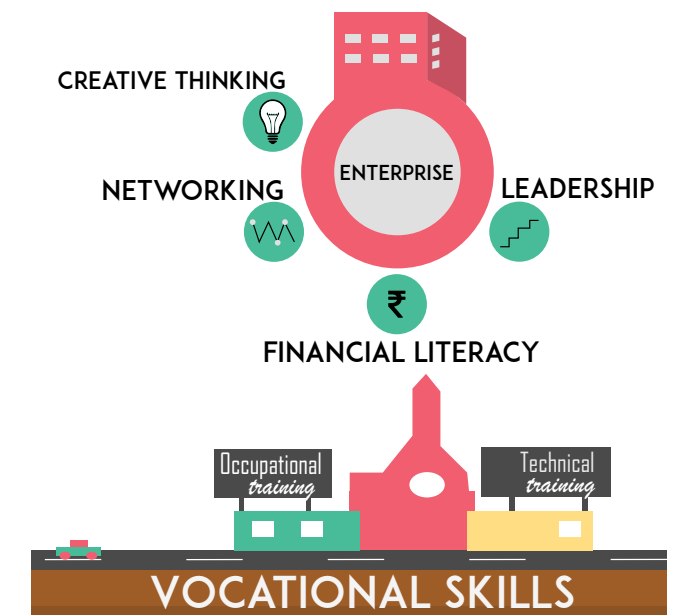 CREATIVE THINKING
ENTERPRISE
NETWORKING
LEADERSHIP
₹
FINANCIAL LITERACY
Occupational
training
Technical
training
VOCATIONAL SKILLS